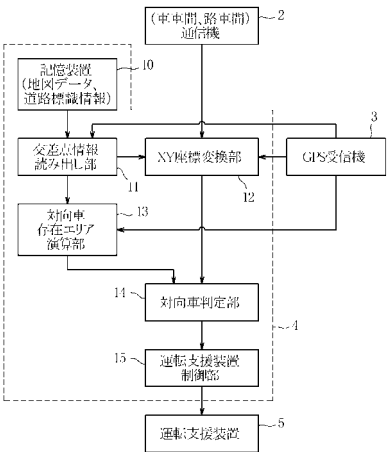 (車車間、路車間)
通信機
2
記憶装置
(地図データ、
道路標識情報)
10
3
交差点情報
読み出し部
11
XY座標変換部
12
GPS受信機
対向車
存在エリア
演算部
13
14
対向車判定部
4
15
運転支援装置
制御部
運転支援装置
5